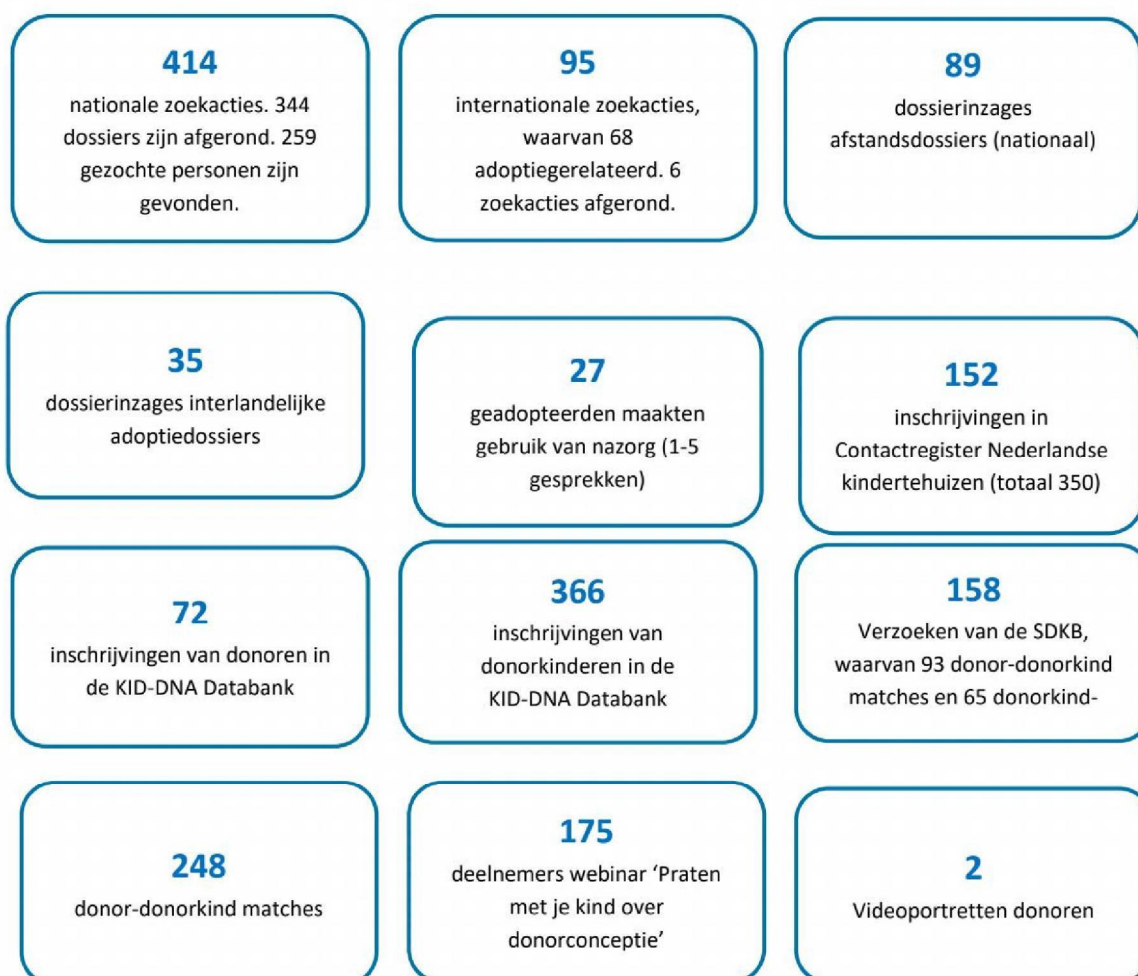 414
nationale zoekacties. 344
dossiers zijn afgerond. 259
gezochte personen zijn
gevonden.
95
internationale zoekacties,
waarvan 68
adoptiegerelateerd. 6
zoekacties afgerond.
89
dossierinzages
afstandsdossiers (nationaal)
35
dossierinzages interlandelijke
adoptiedossiers
27
geadopteerden maakten
gebruik van nazorg (1-5
gesprekken)
152
inschrijvingen in
Contactregister Nederlandse
kindertehuizen (totaal 350)
72
inschrijvingen van donoren in
de KID-DNA Databank
366
inschrijvingen van
donorkinderen in de
KID-DNA Databank
158
Verzoeken van de SDKB,
waarvan 93 donor-donorkind
matches en 65 donorkind-
248
donor-donorkind matches
175
deelnemers webinar ‘Praten
met je kind over
donorconceptie’
2
Videoportretten donoren